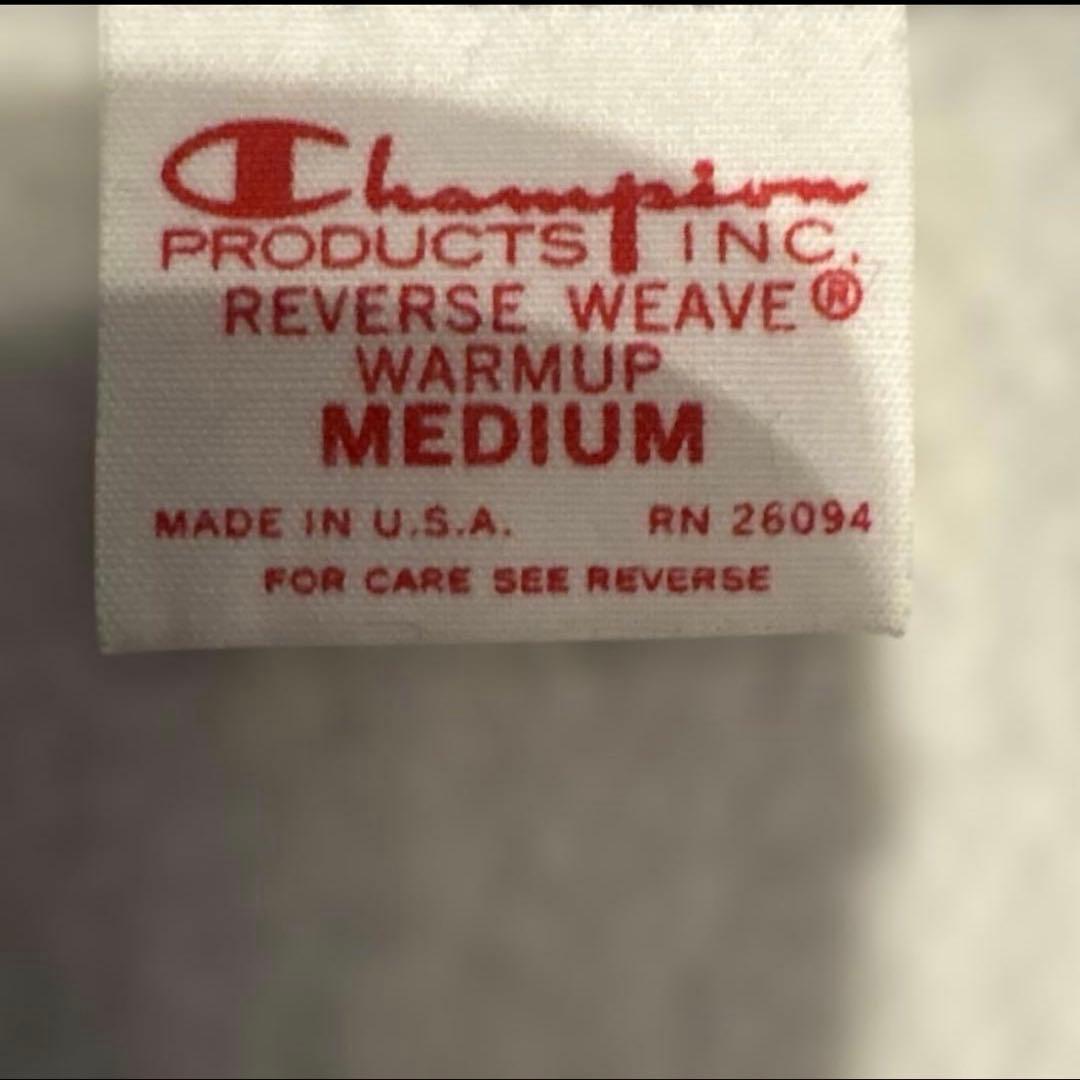 Champion
PRODUCTS INC.
REVERSE WEAVE®
WARMUP
MEDIUM
MADE IN U.S.A. RN 26094
FOR CARE SEE REVERSE